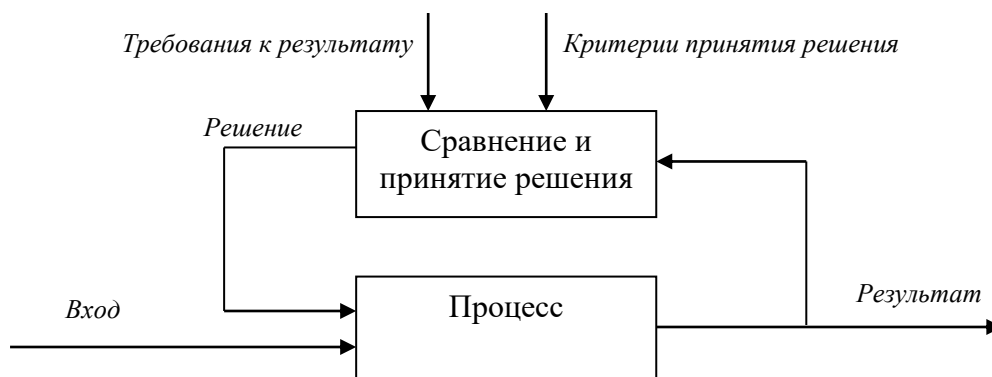 Требования к результату
Критерии принятия решения
Решение
Сравнение и
принятие решения
Вход
Процесс
Результат